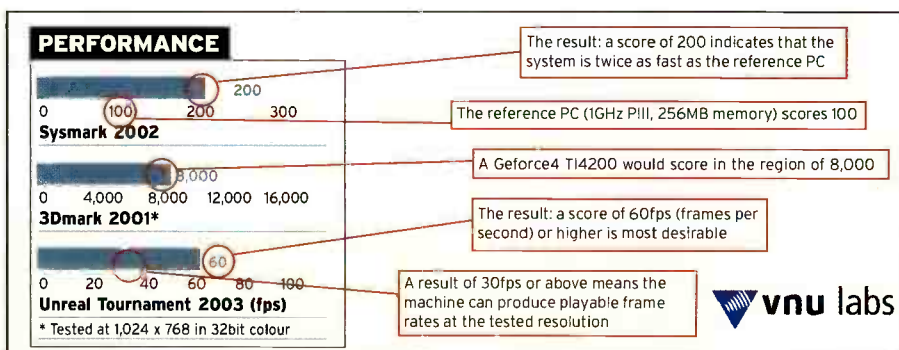 PERFORMANCE
200
0 100 200 300
Sysmark 2002
8,000
0 4,000 8,000 12,000 16,000
3Dmark 2001*
60
0 20 40 60 80 100
Unreal Tournament 2003 (fps)
* Tested at 1,024 x 768 in 32bit colour
The result: a score of 200 indicates that the
system is twice as fast as the reference PC
The reference PC (1GHz PIII, 256MB memory) scores 100
A Geforce4 TI4200 would score in the region of 8,000
The result: a score of 60fps (frames per
second) or higher is most desirable
A result of 30fps or above means the
machine can produce playable frame
rates at the tested resolution
vnu labs